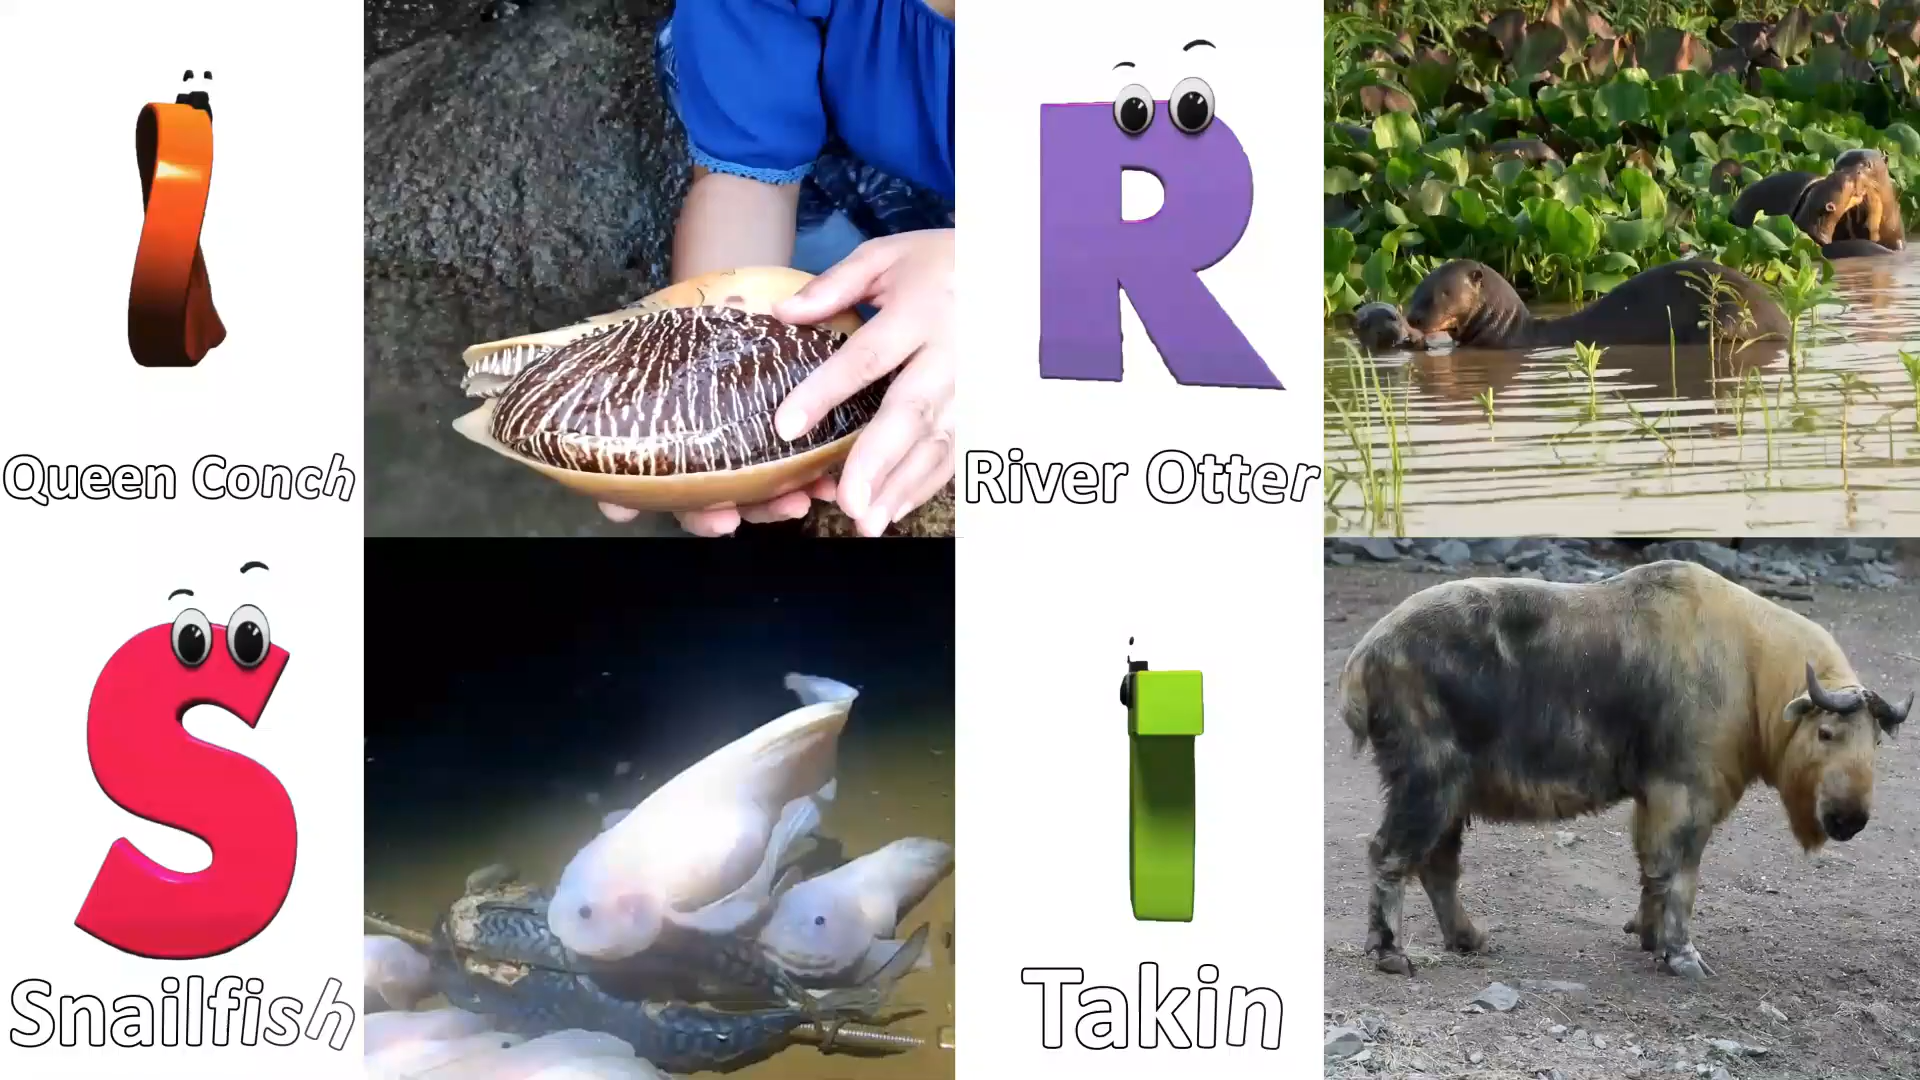 Queen Conch
R
River Otter
S
Snailfish
Takin